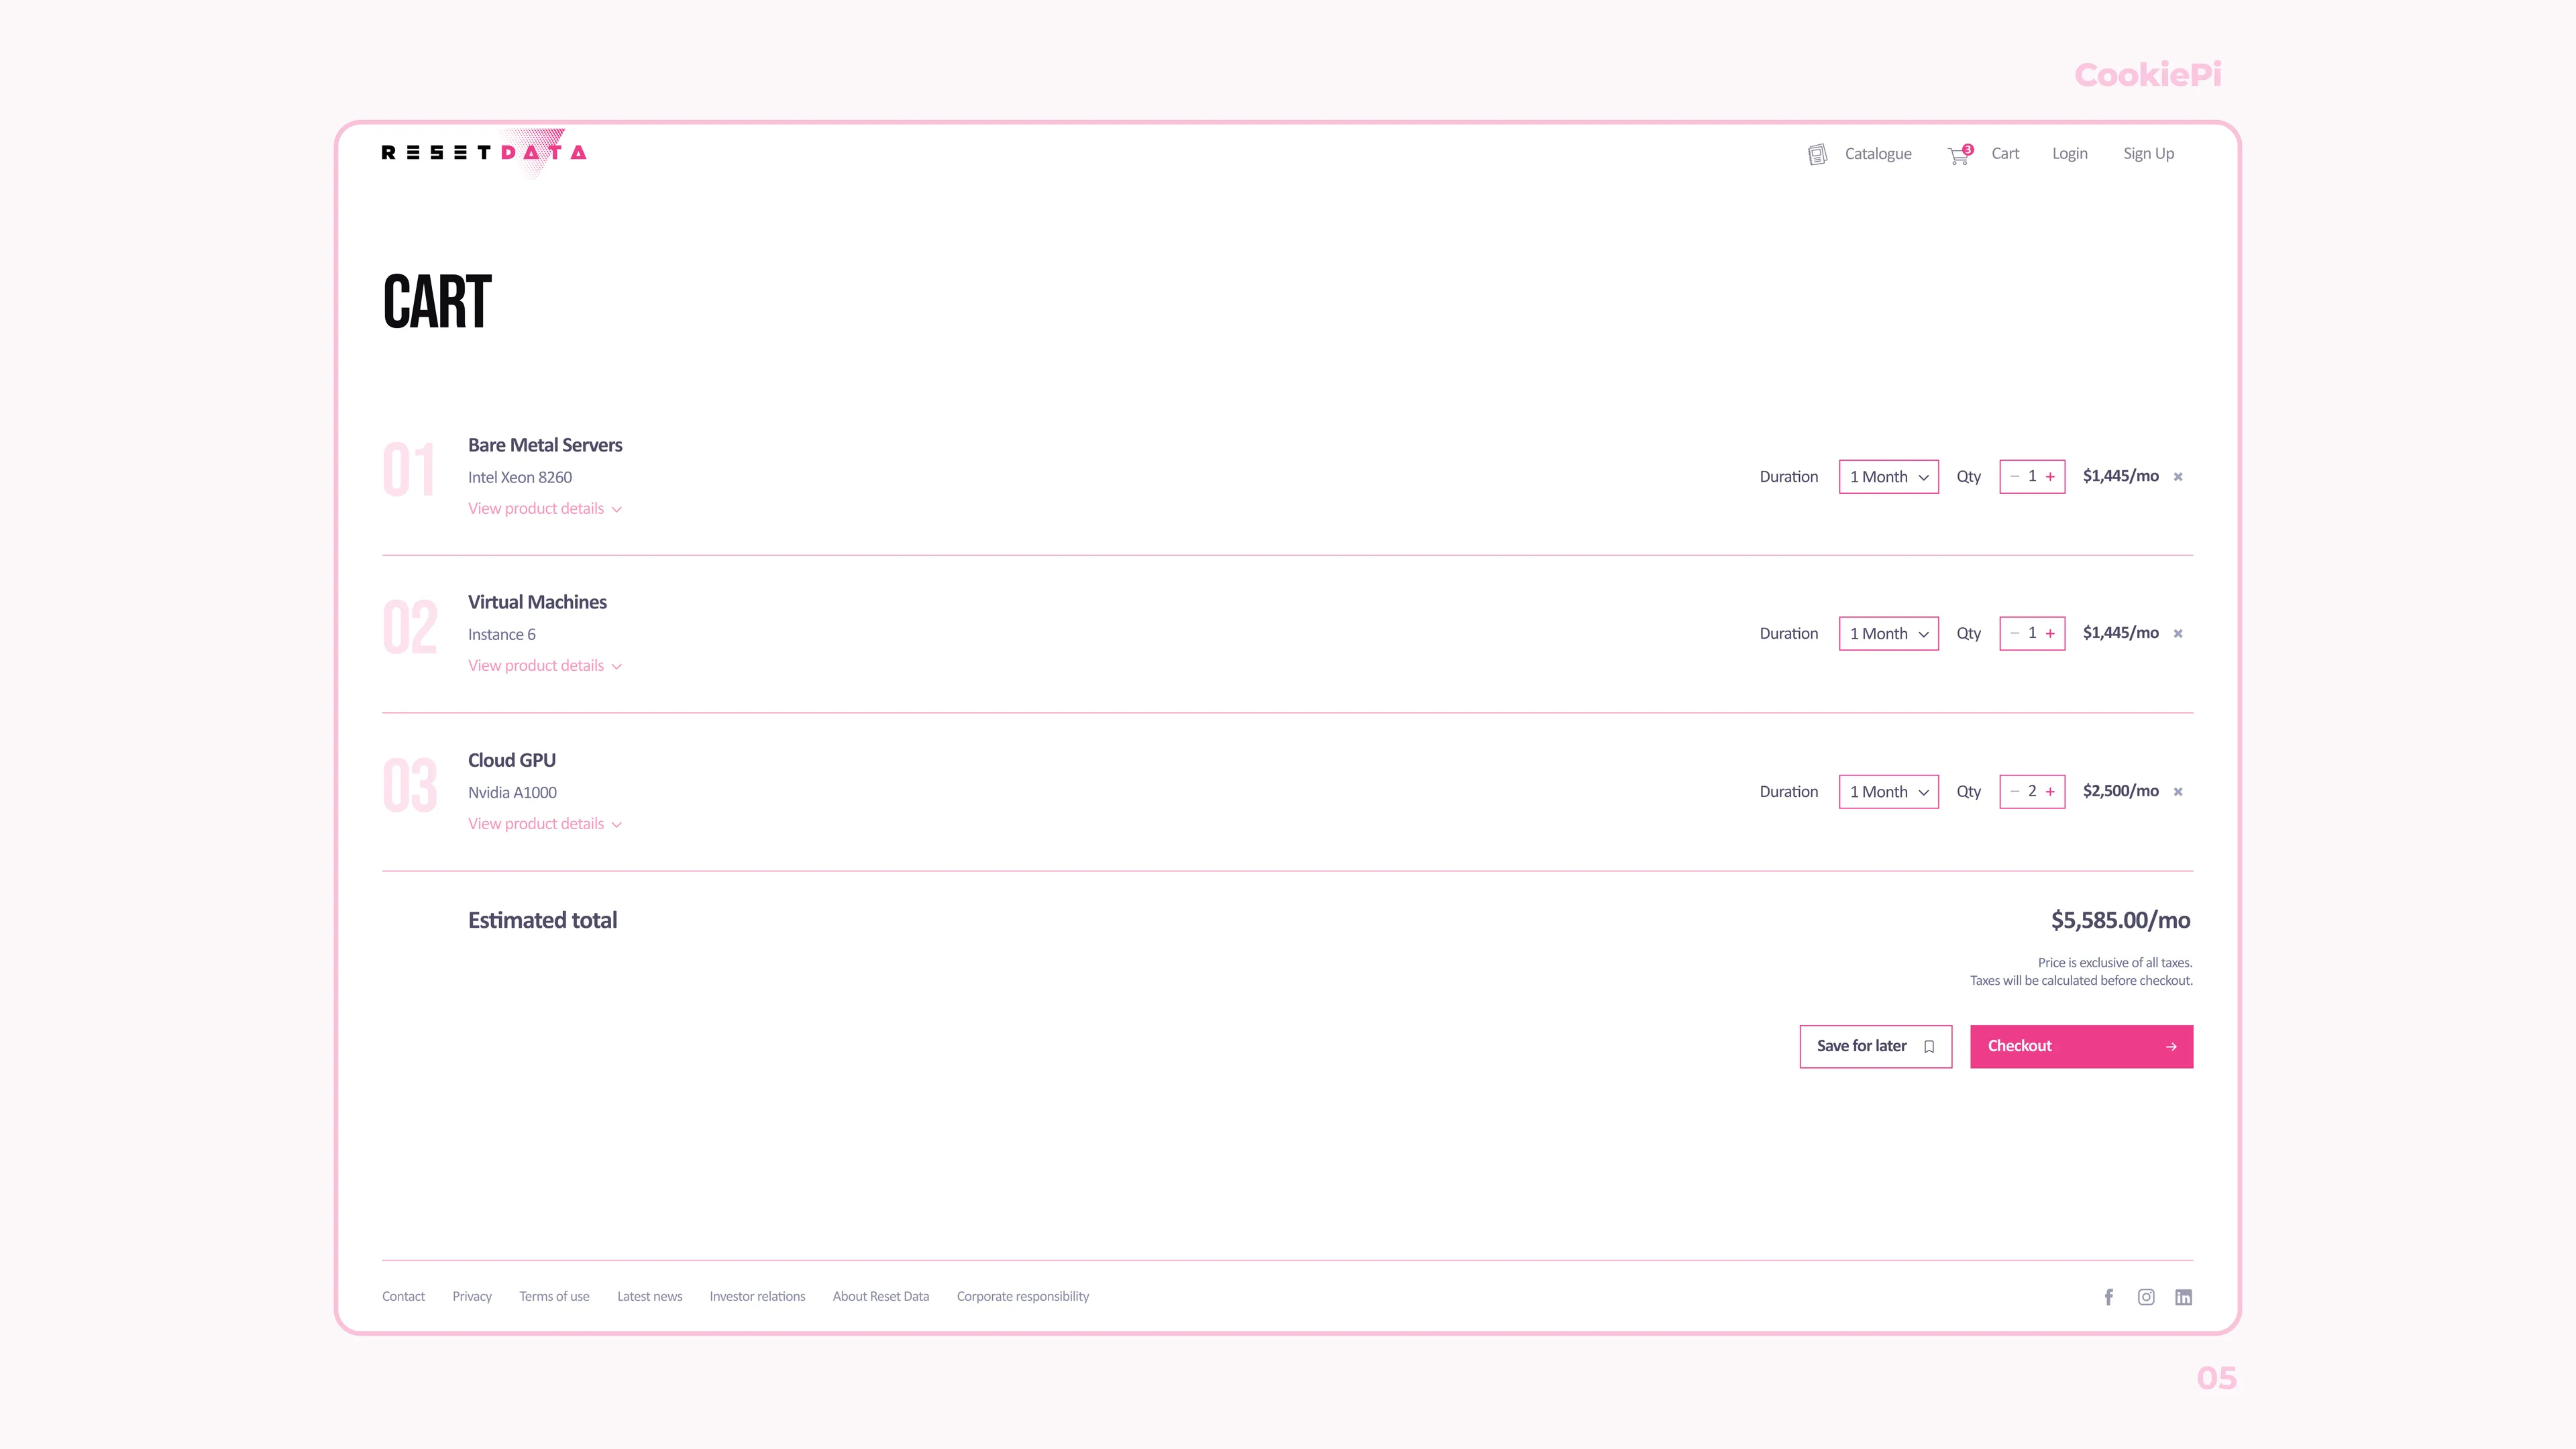 CookiePi
RESETDATA
Catalogue 3 Cart Login Sign Up
CART
01
Bare Metal Servers
Intel Xeon 8260
View product details
Duration 1 Month Qty − 1 + $1,445/mo
02
Virtual Machines
Instance 6
View product details
Duration 1 Month Qty − 1 + $1,445/mo
03
Cloud GPU
Nvidia A1000
View product details
Duration 1 Month Qty − 2 + $2,500/mo
Estimated total $5,585.00/mo
Price is exclusive of all taxes.
Taxes will be calculated before checkout.
Save for later Checkout
Contact Privacy Terms of use Latest news Investor relations About Reset Data Corporate responsibility
05